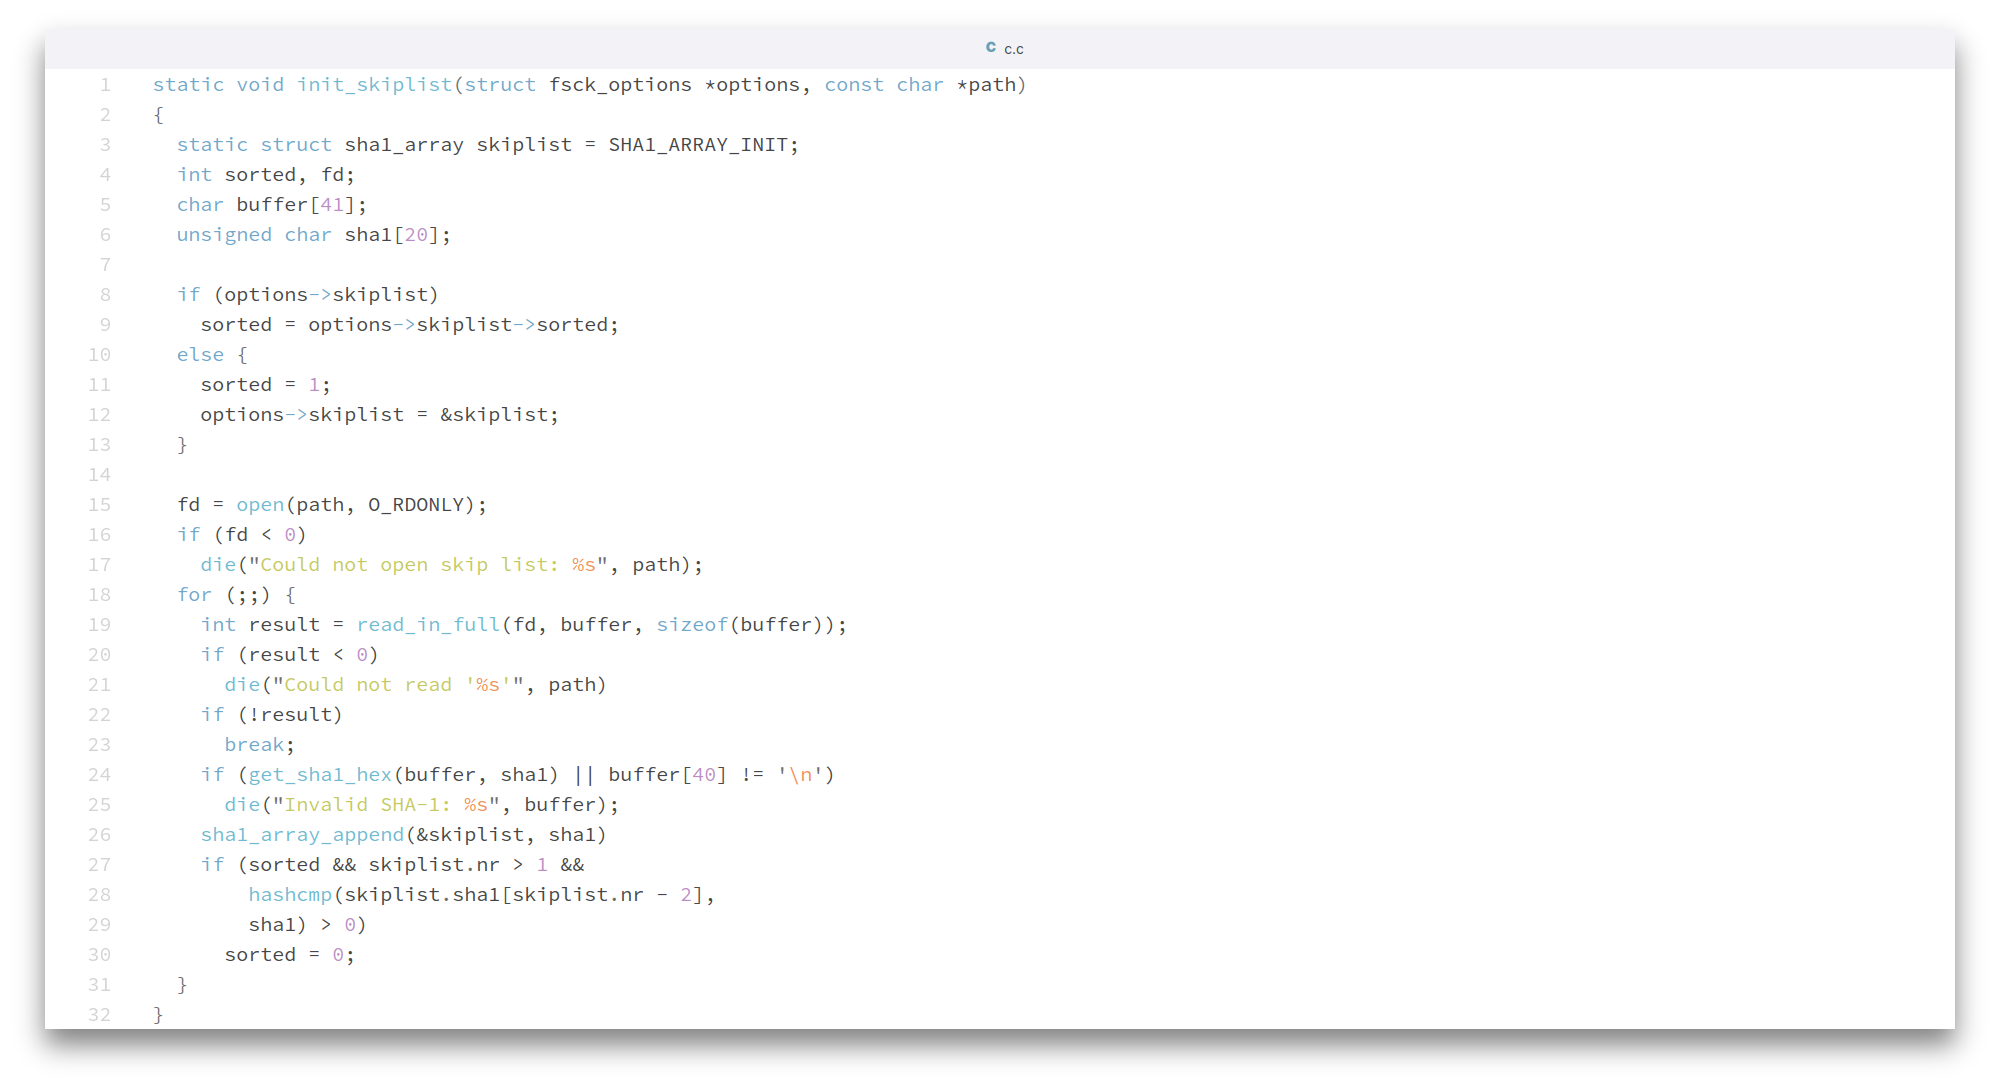 C c.c
1 static void init_skiplist(struct fsck_options *options, const char *path)
2 {
3   static struct sha1_array skiplist = SHA1_ARRAY_INIT;
4   int sorted, fd;
5   char buffer[41];
6   unsigned char sha1[20];
7
8   if (options->skiplist)
9     sorted = options->skiplist->sorted;
10   else {
11     sorted = 1;
12     options->skiplist = &skiplist;
13   }
14
15   fd = open(path, O_RDONLY);
16   if (fd < 0)
17     die("Could not open skip list: %s", path);
18   for (;;) {
19     int result = read_in_full(fd, buffer, sizeof(buffer));
20     if (result < 0)
21       die("Could not read '%s'", path)
22     if (!result)
23       break;
24     if (get_sha1_hex(buffer, sha1) || buffer[40] != '\n')
25       die("Invalid SHA-1: %s", buffer);
26     sha1_array_append(&skiplist, sha1)
27     if (sorted && skiplist.nr > 1 &&
28         hashcmp(skiplist.sha1[skiplist.nr - 2],
29         sha1) > 0)
30       sorted = 0;
31   }
32 }